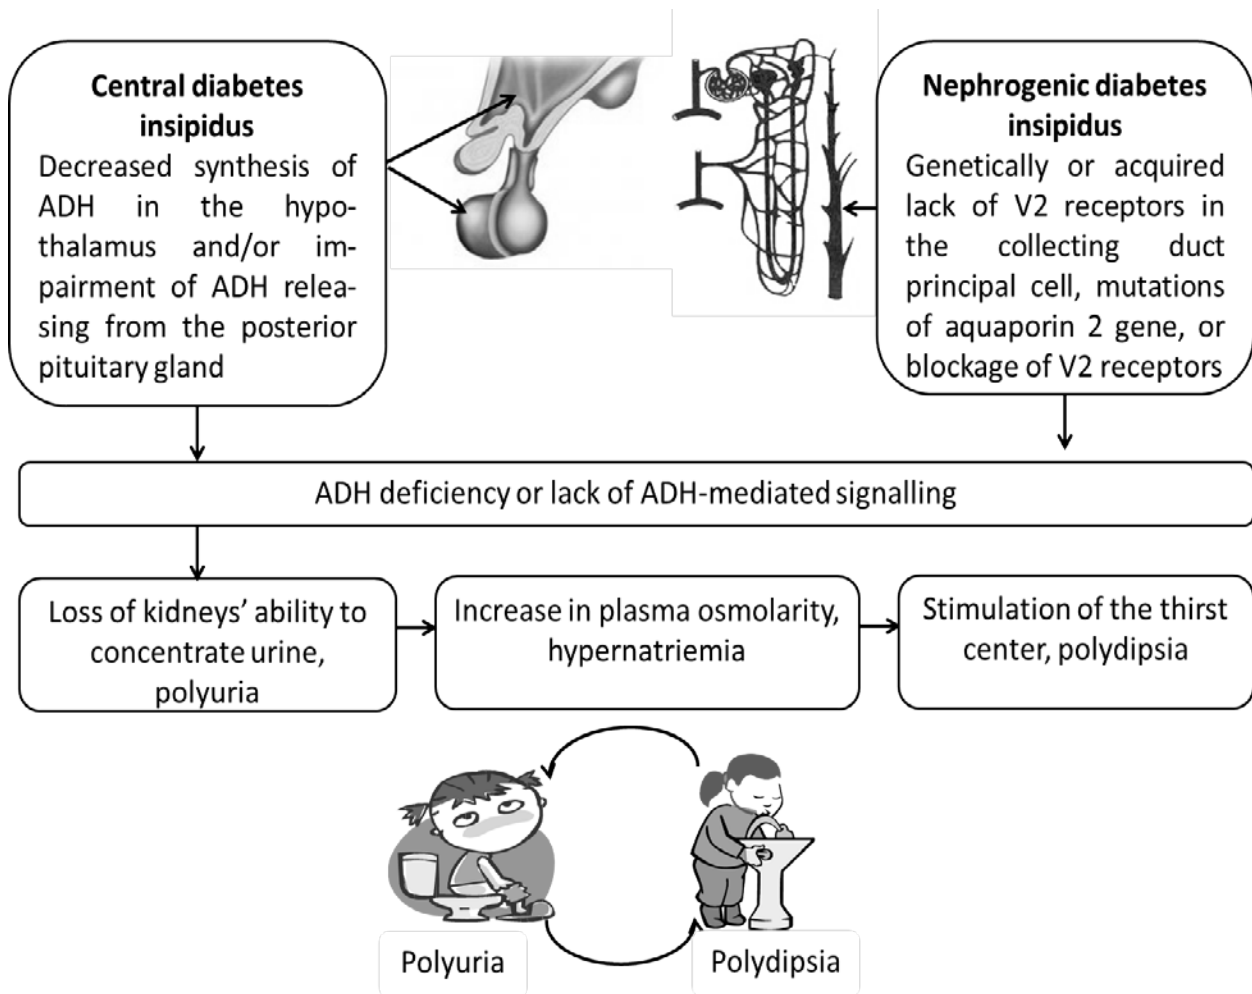 Central diabetes
insipidus
Decreased synthesis of
ADH in the hypo-
thalamus and/or im-
pairment of ADH relea-
sing from the posterior
pituitary gland
Nephrogenic diabetes
insipidus
Genetically or acquired
lack of V2 receptors in
the collecting duct
principal cell, mutations
of aquaporin 2 gene, or
blockage of V2 receptors
ADH deficiency or lack of ADH-mediated signalling
Loss of kidneys’ ability to
concentrate urine,
polyuria
Increase in plasma osmolarity,
hypernatriemia
Stimulation of the thirst
center, polydipsia
Polyuria
Polydipsia